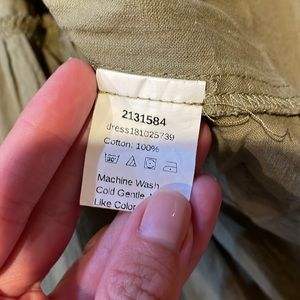 2131584
dress181025739
Cotton: 100%
Machine Wash
Cold Gentle
Like Color